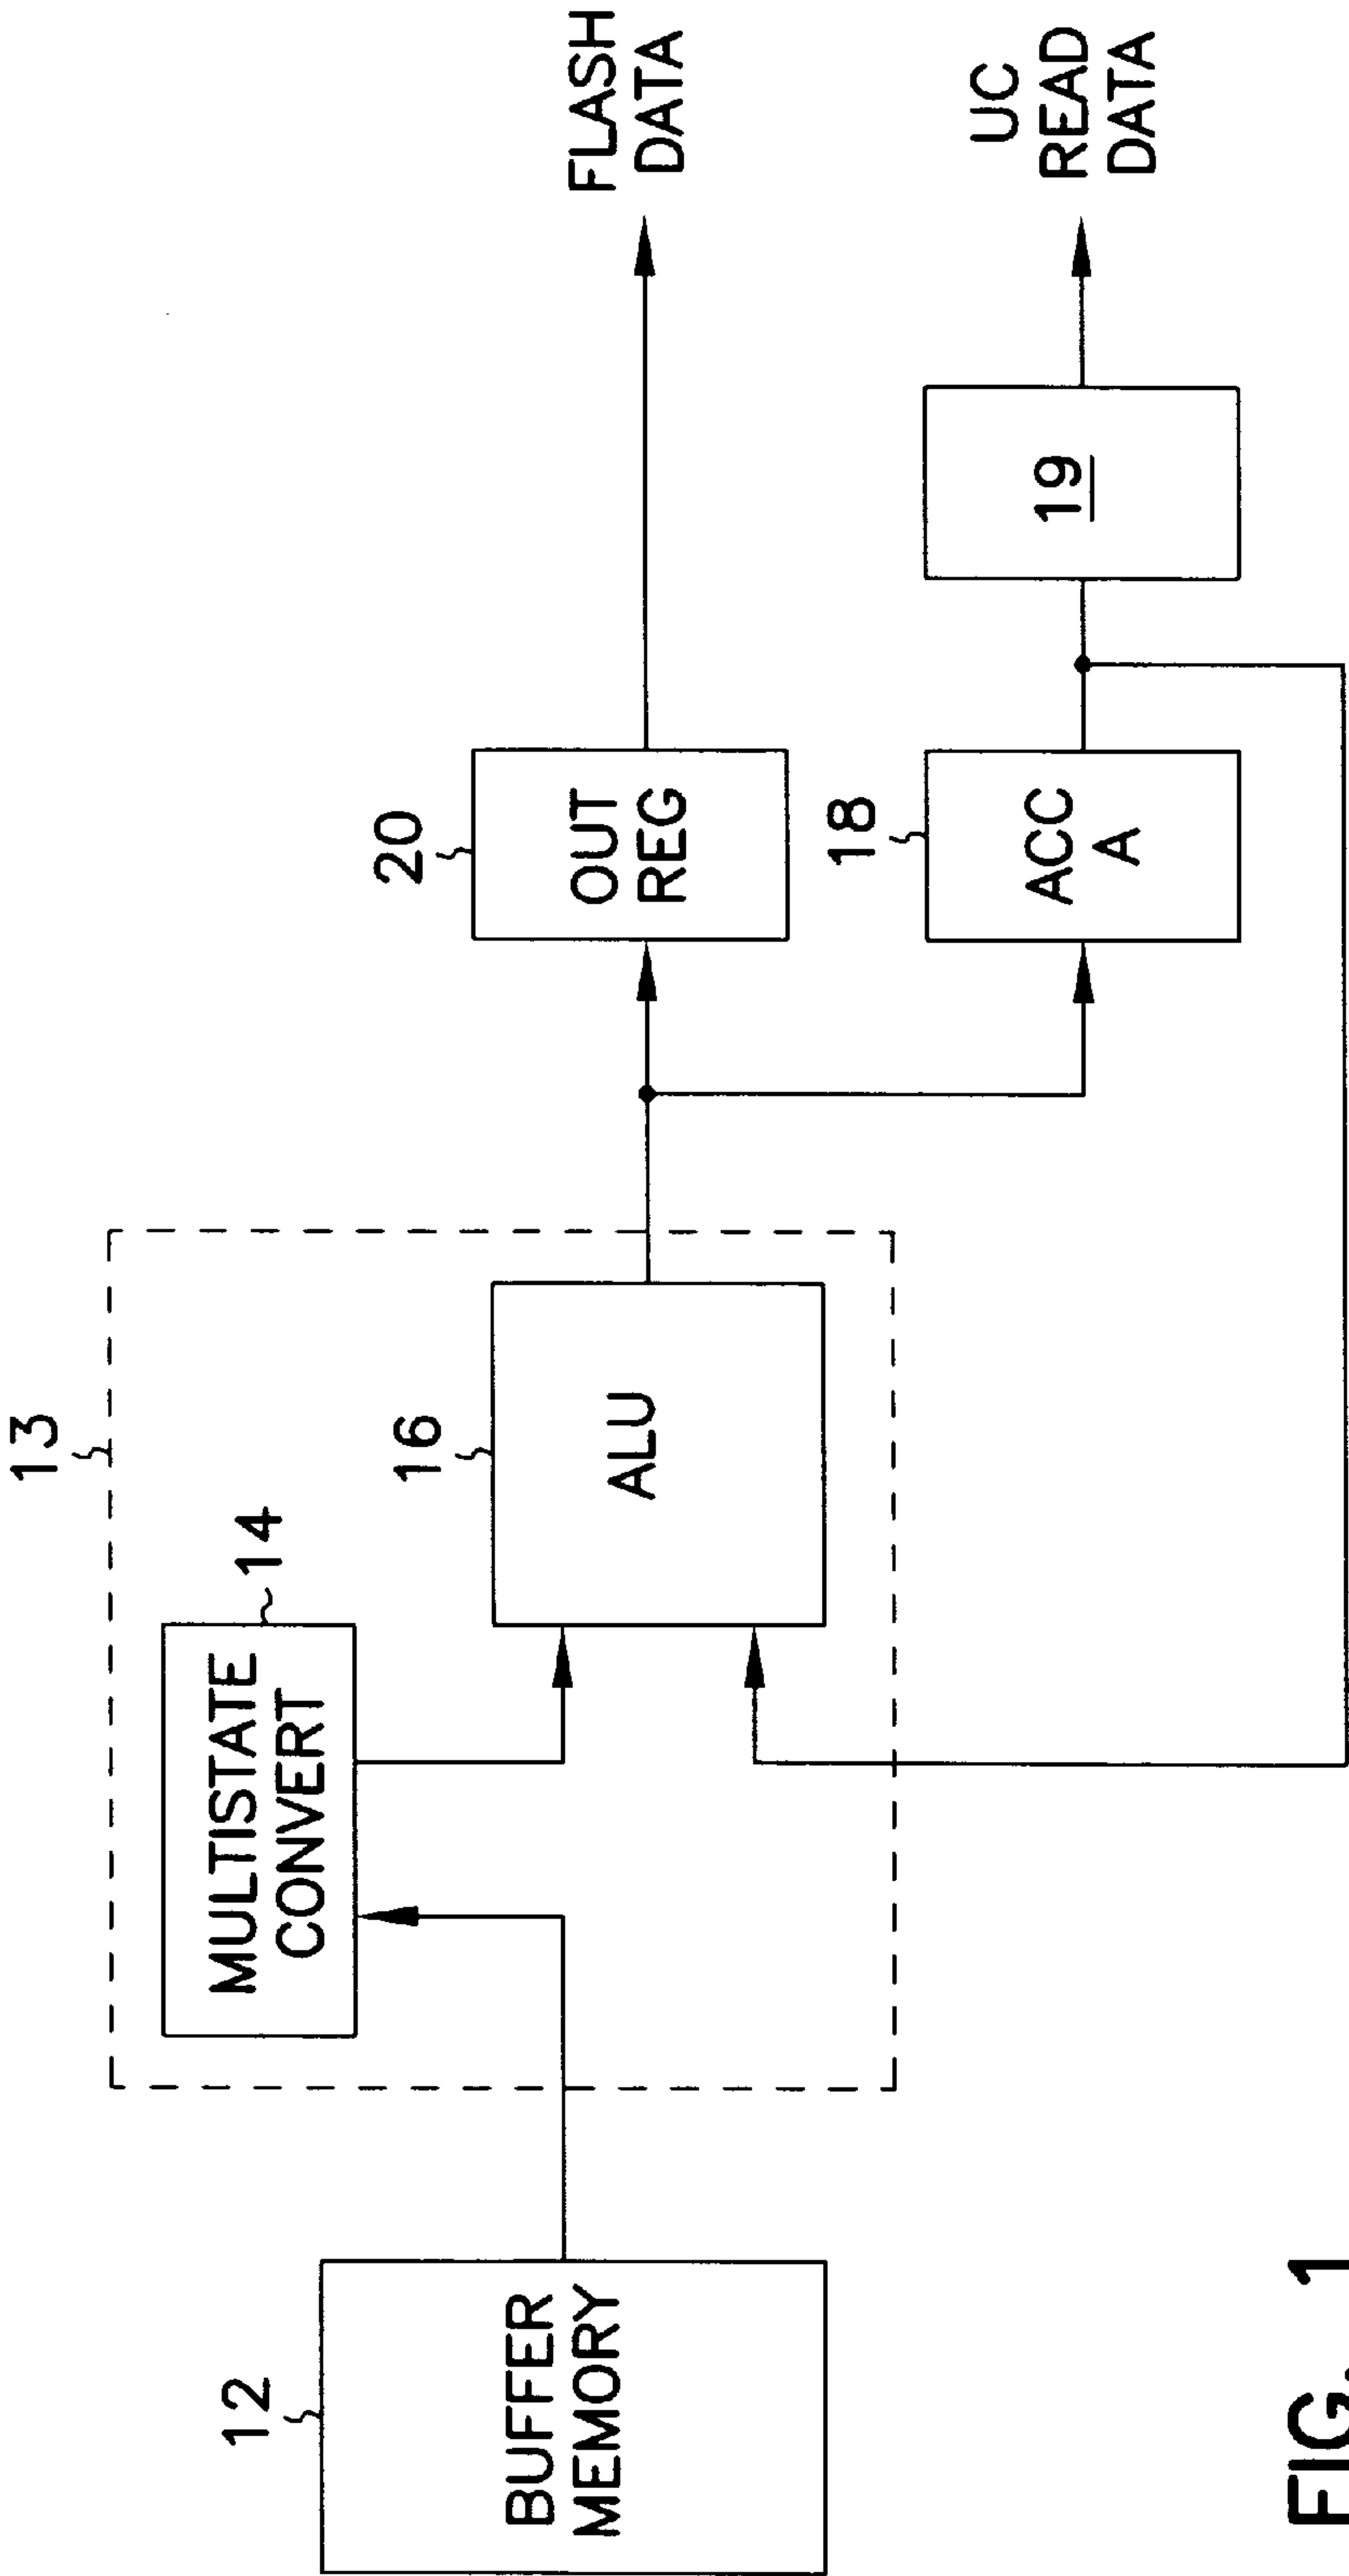 13
14
MULTISTATE
CONVERT
12
BUFFER
MEMORY
16
ALU
20
OUT
REG
FLASH
DATA
18
ACC
A
19
UC
READ
DATA
FIG. 1